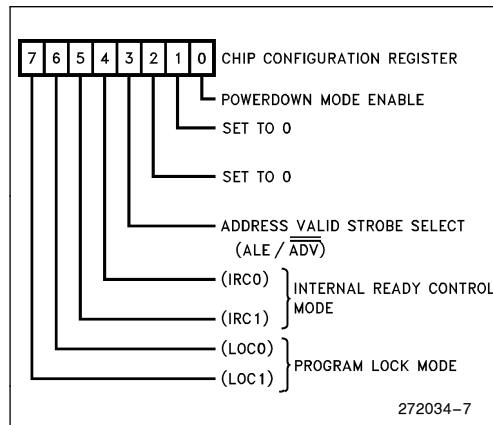 7 6 5 4 3 2 1 0 CHIP CONFIGURATION REGISTER
POWERDOWN MODE ENABLE
SET TO 0
SET TO 0
ADDRESS VALID STROBE SELECT
(ALE / ADV)
(IRC0)
INTERNAL READY CONTROL
MODE
(IRC1)
(LOC0)
PROGRAM LOCK MODE
(LOC1)
272034-7